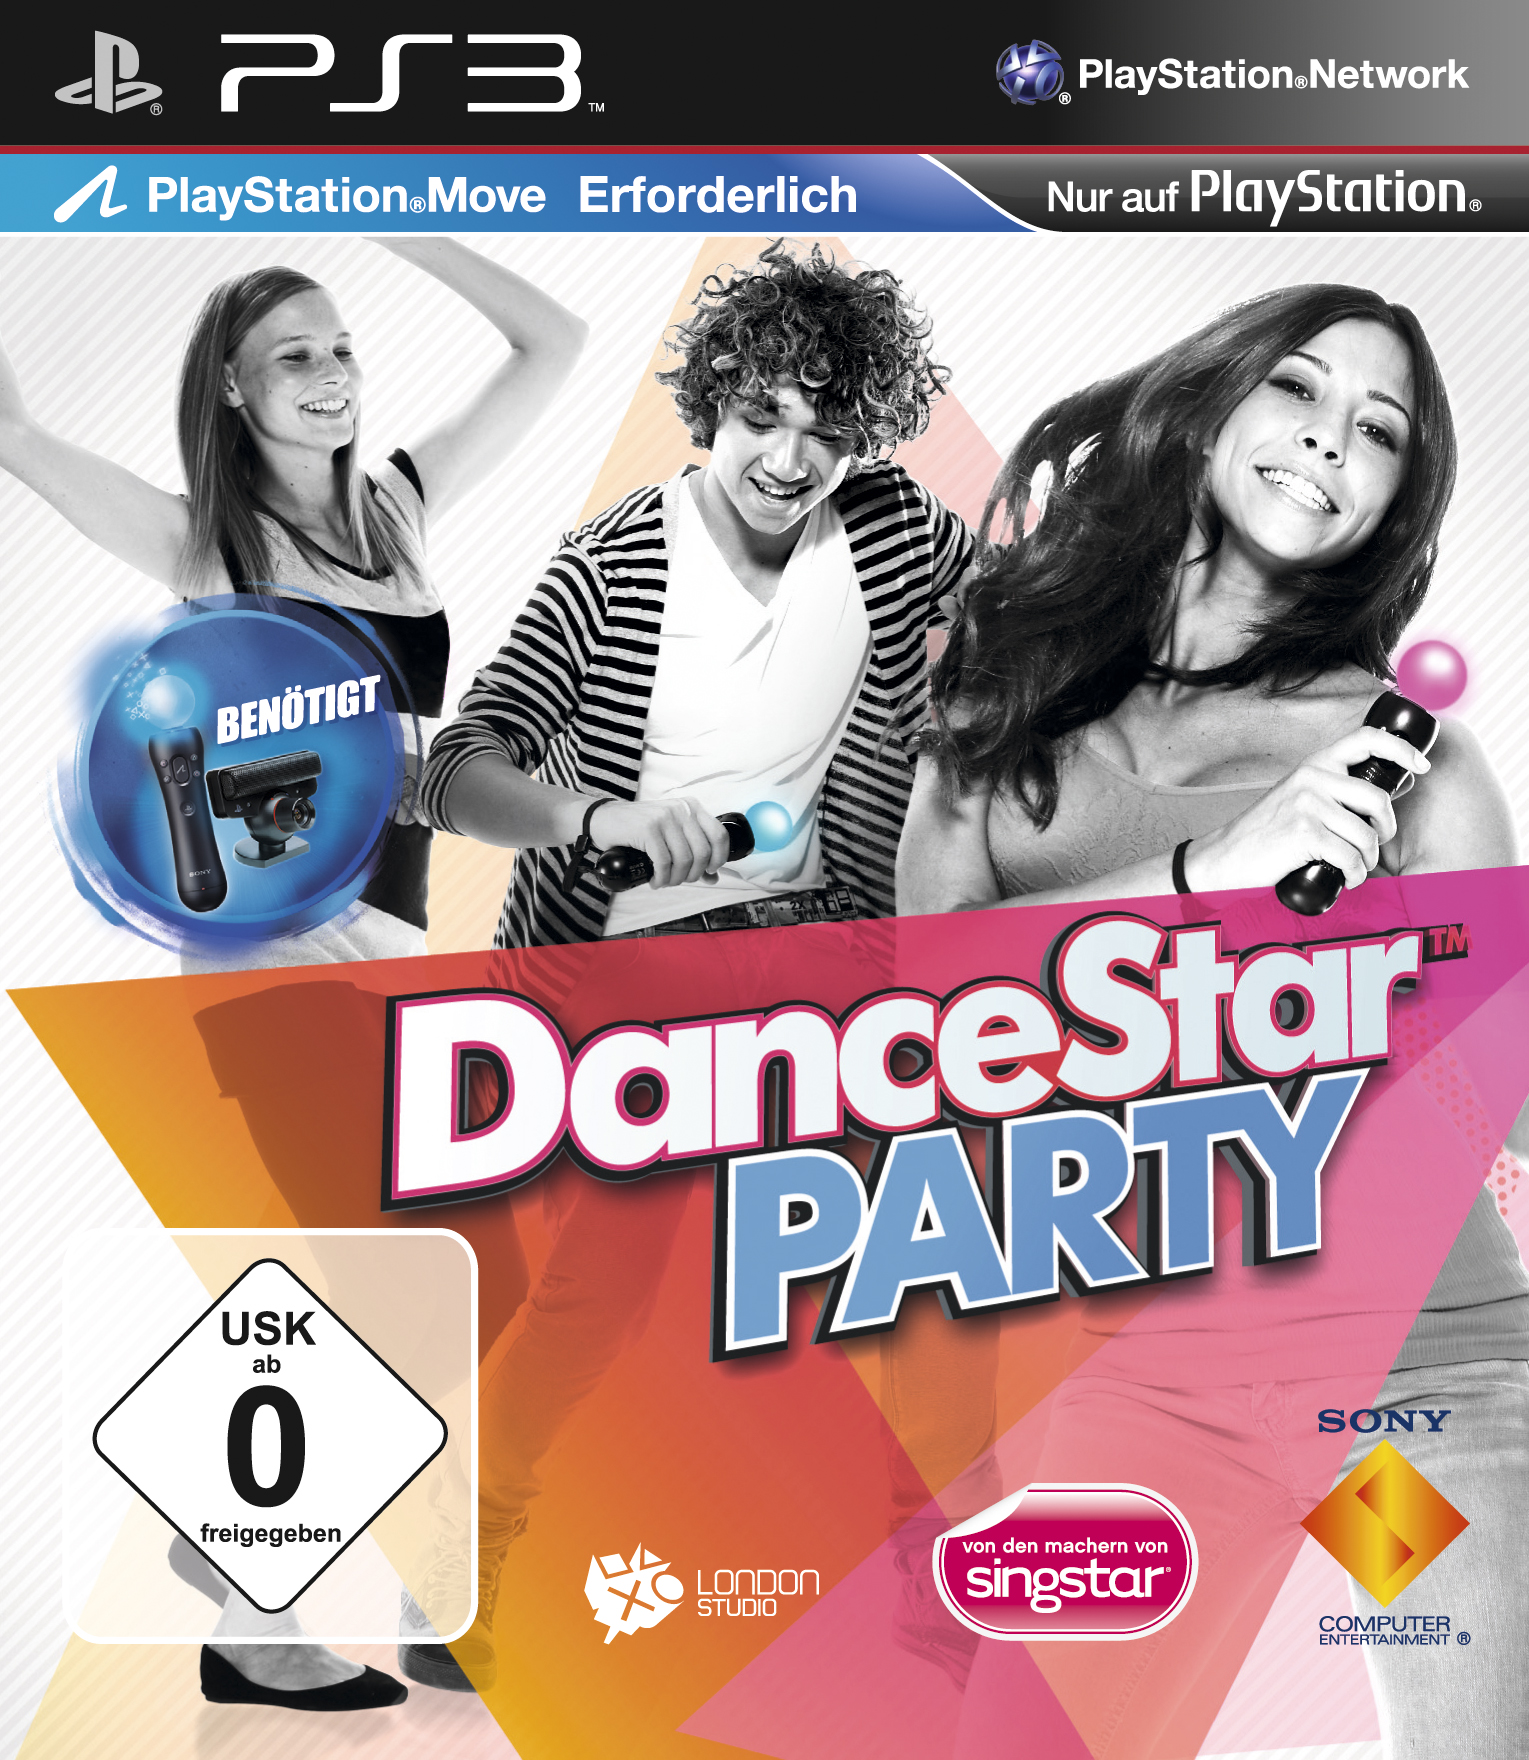 PS3™
PlayStation®Network
PlayStation®Move Erforderlich
Nur auf PlayStation®
BENÖTIGT
SONY
DanceStar™
PARTY
USK
ab
0
freigegeben
LONDON
STUDIO
von den machern von
singstar®
SONY
COMPUTER
ENTERTAINMENT ®